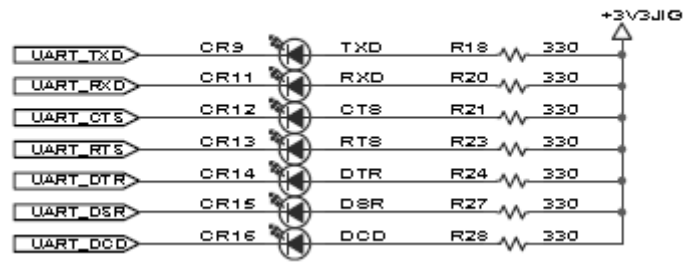 +3V3JIG
UART_TXD CR9 TXD R18 330
UART_RXD CR11 RXD R20 330
UART_CTS CR12 CTS R21 330
UART_RTS CR13 RTS R23 330
UART_DTR CR14 DTR R24 330
UART_DSR CR15 DSR R27 330
UART_DCD CR16 DCD R28 330